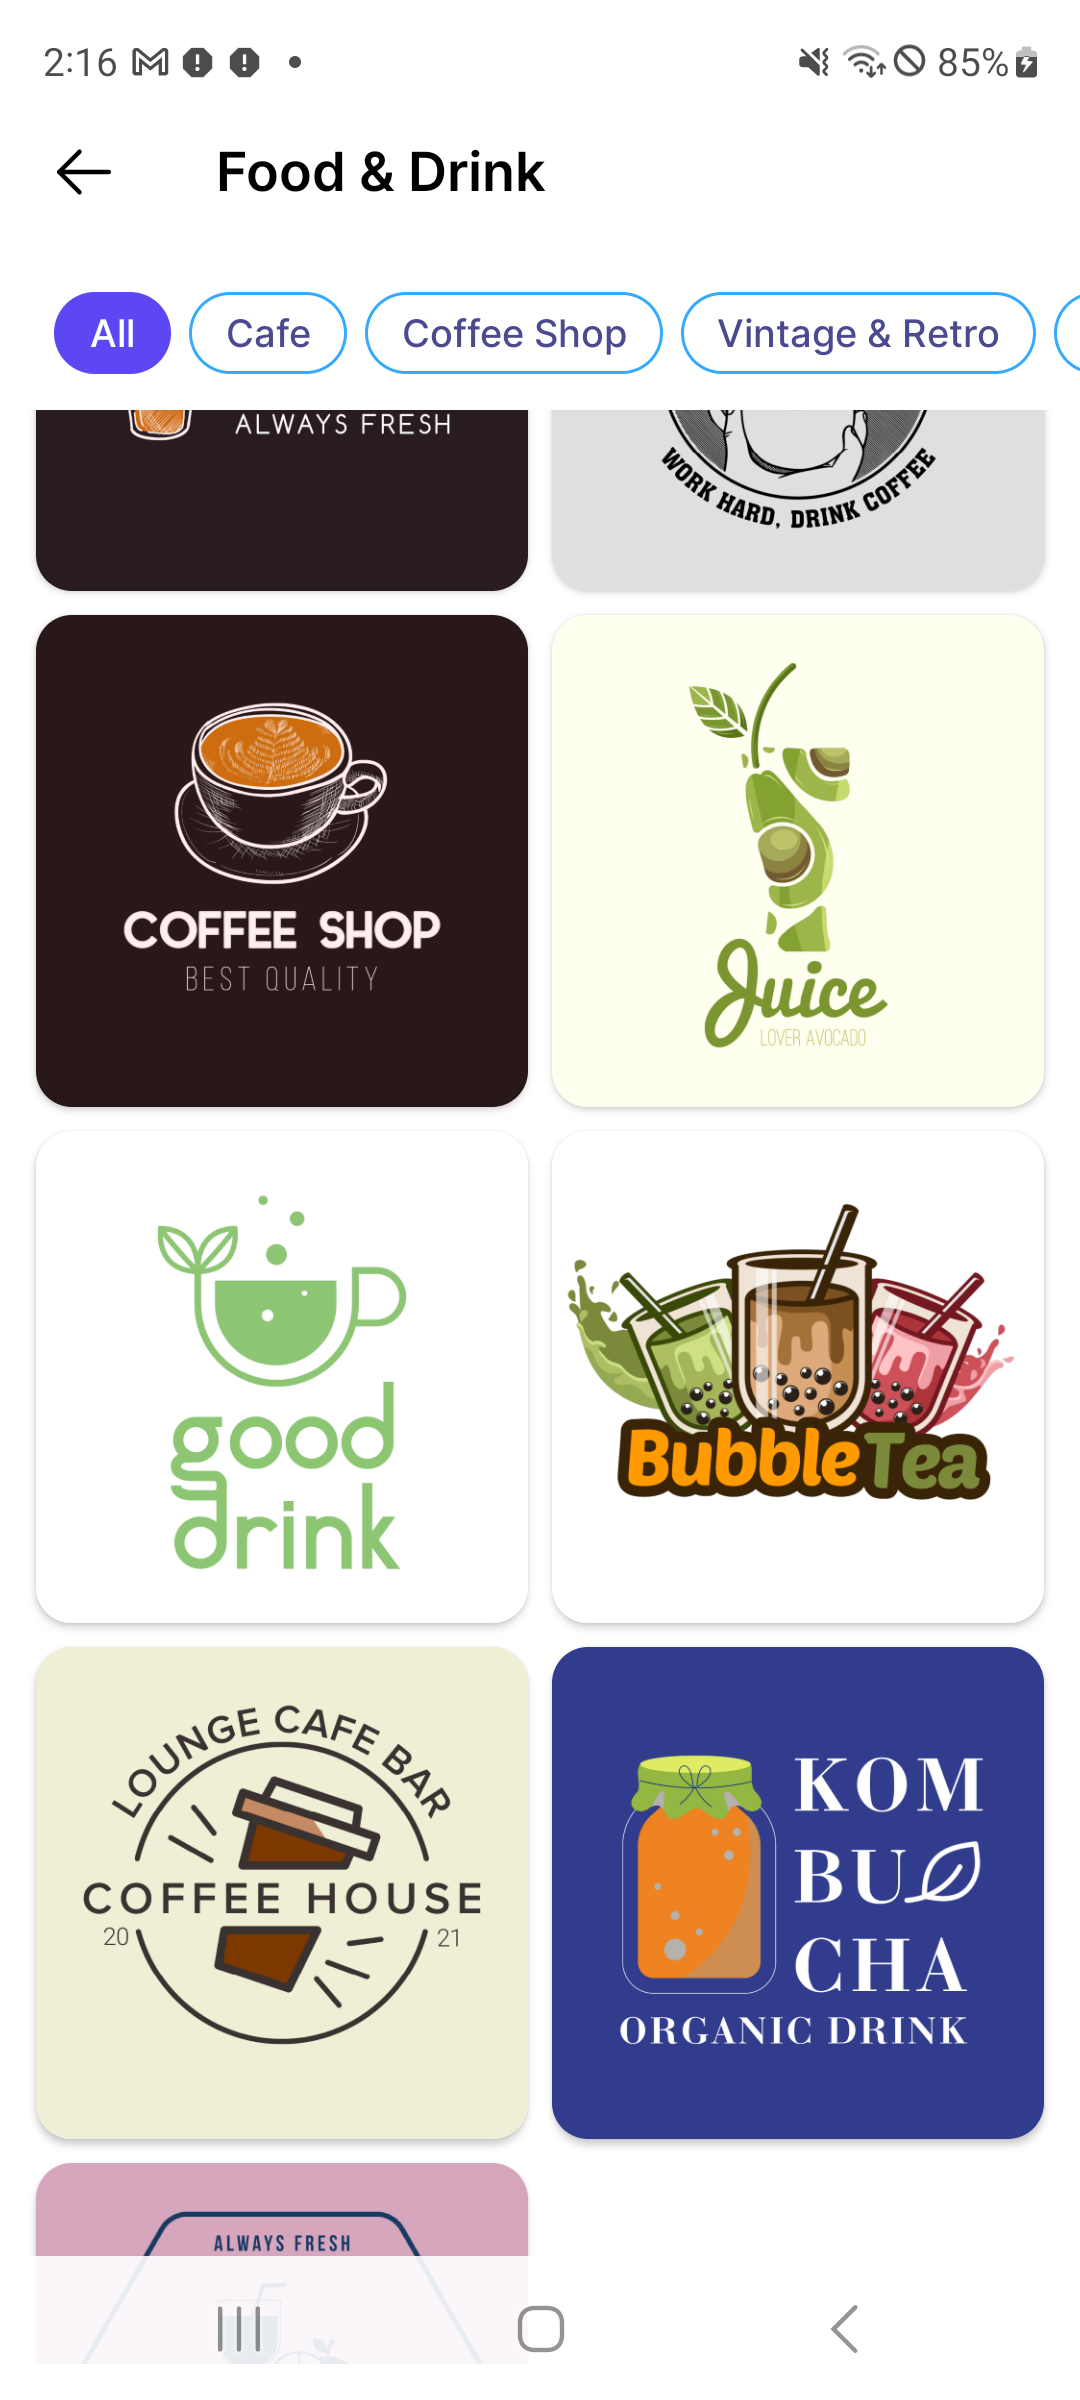 2:16
85%
Food & Drink
All
Cafe
Coffee Shop
Vintage & Retro
ALWAYS FRESH
WORK HARD, DRINK COFFEE
COFFEE SHOP
BEST QUALITY
Juice
LOVER AVOCADO
good
drink
BubbleTea
LOUNGE CAFE BAR
COFFEE HOUSE
20
21
KOM
BU
CHA
ORGANIC DRINK
ALWAYS FRESH